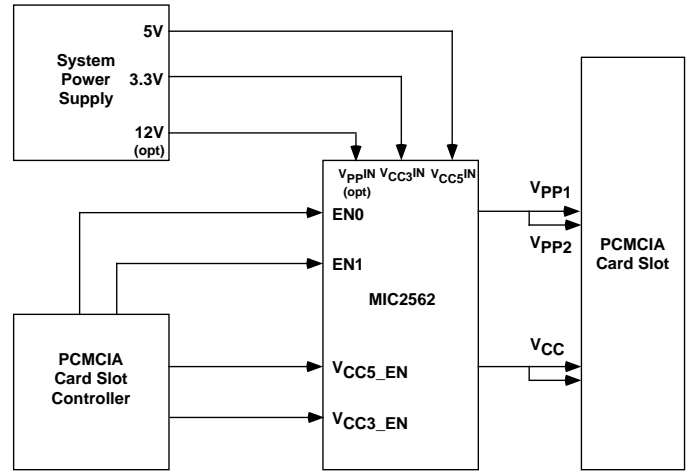 System
Power
Supply
5V
3.3V
12V
(opt)
VPPIN
(opt)
VCC3IN
VCC5IN
EN0
EN1
MIC2562
VCC5_EN
VCC3_EN
PCMCIA
Card Slot
Controller
VPP1
VPP2
VCC
PCMCIA
Card Slot